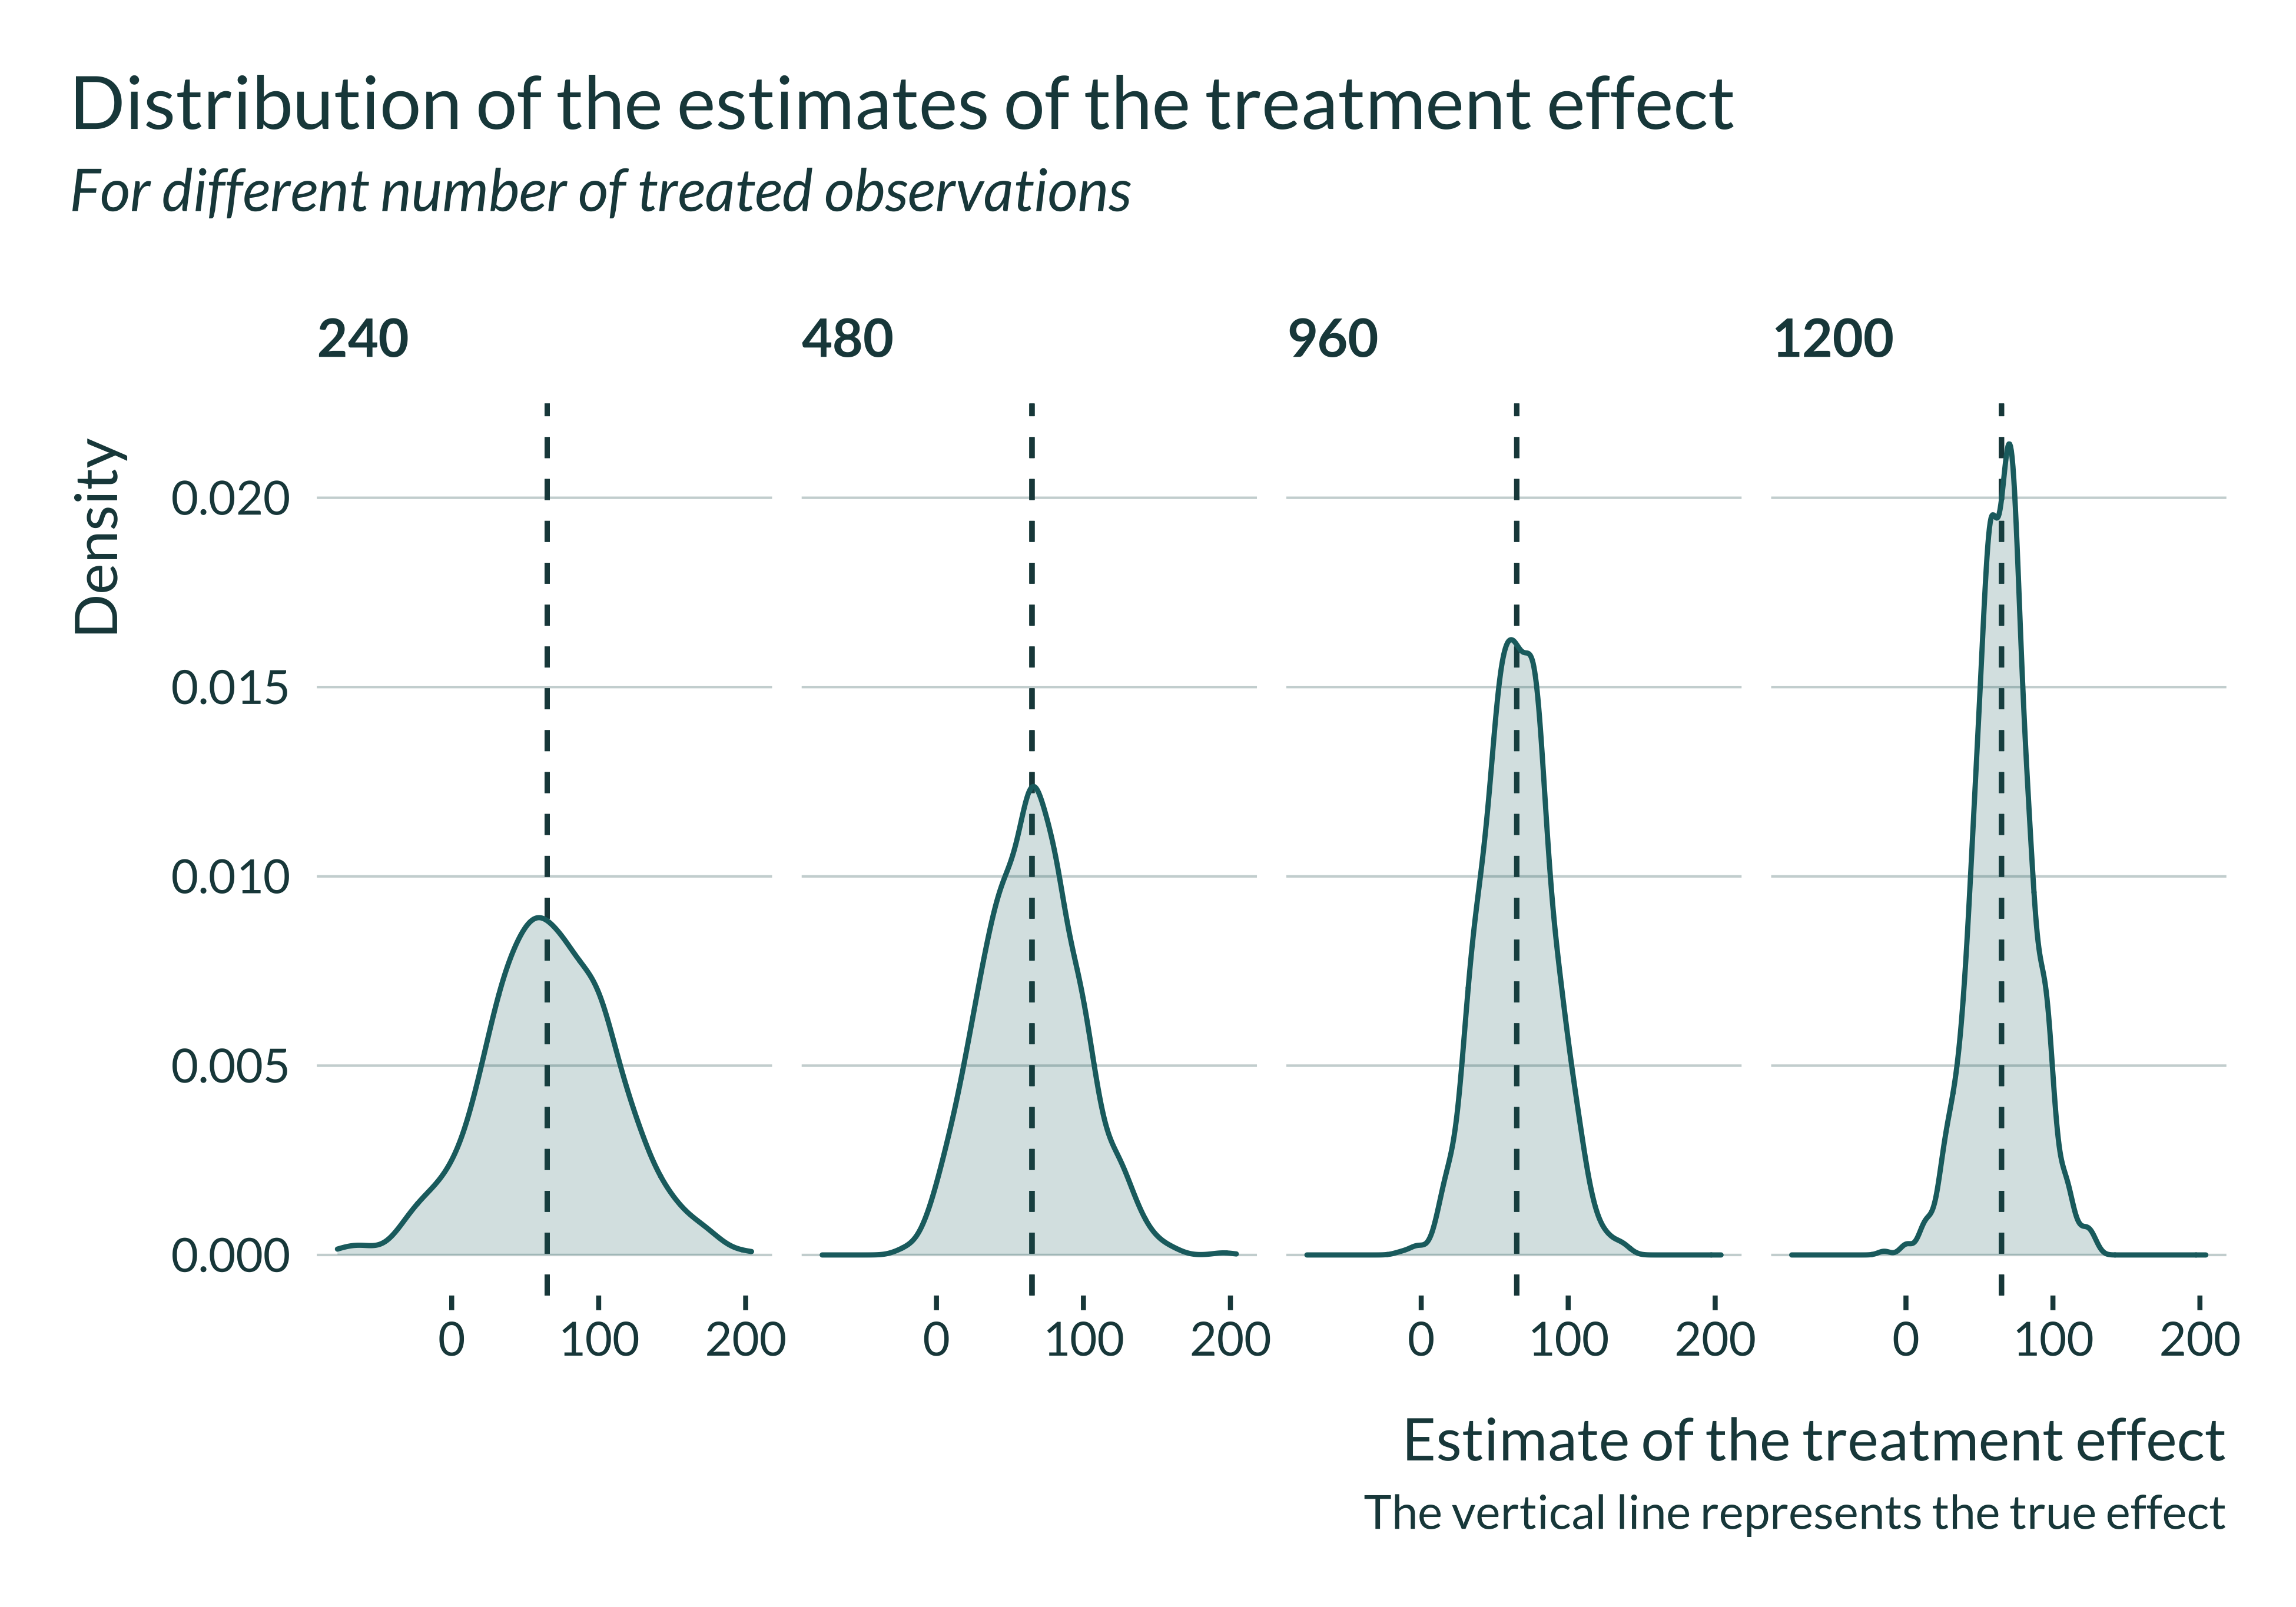 Distribution of the estimates of the treatment effect
For different number of treated observations
240 480 960 1200
Density
0.020
0.015
0.010
0.005
0.000
0 100 200 0 100 200 0 100 200 0 100 200
Estimate of the treatment effect
The vertical line represents the true effect